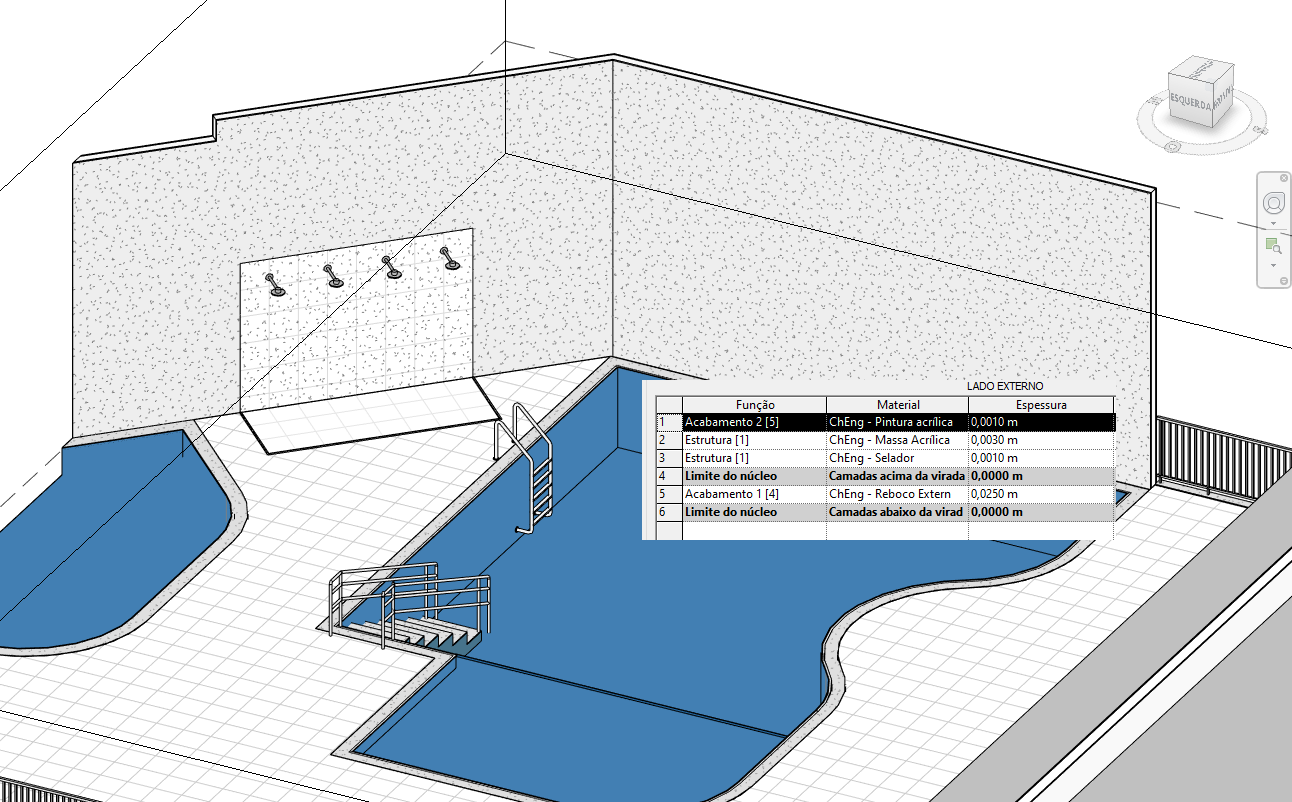 ESQUERDA
LADO EXTERNO
Função Material Espessura
1 Acabamento 2 [5] ChEng - Pintura acrílica 0,0010 m
2 Estrutura [1] ChEng - Massa Acrílica 0,0030 m
3 Estrutura [1] ChEng - Selador 0,0010 m
4 Limite do núcleo Camadas acima da virada 0,0000 m
5 Acabamento 1 [4] ChEng - Reboco Extern 0,0250 m
6 Limite do núcleo Camadas abaixo da virad 0,0000 m